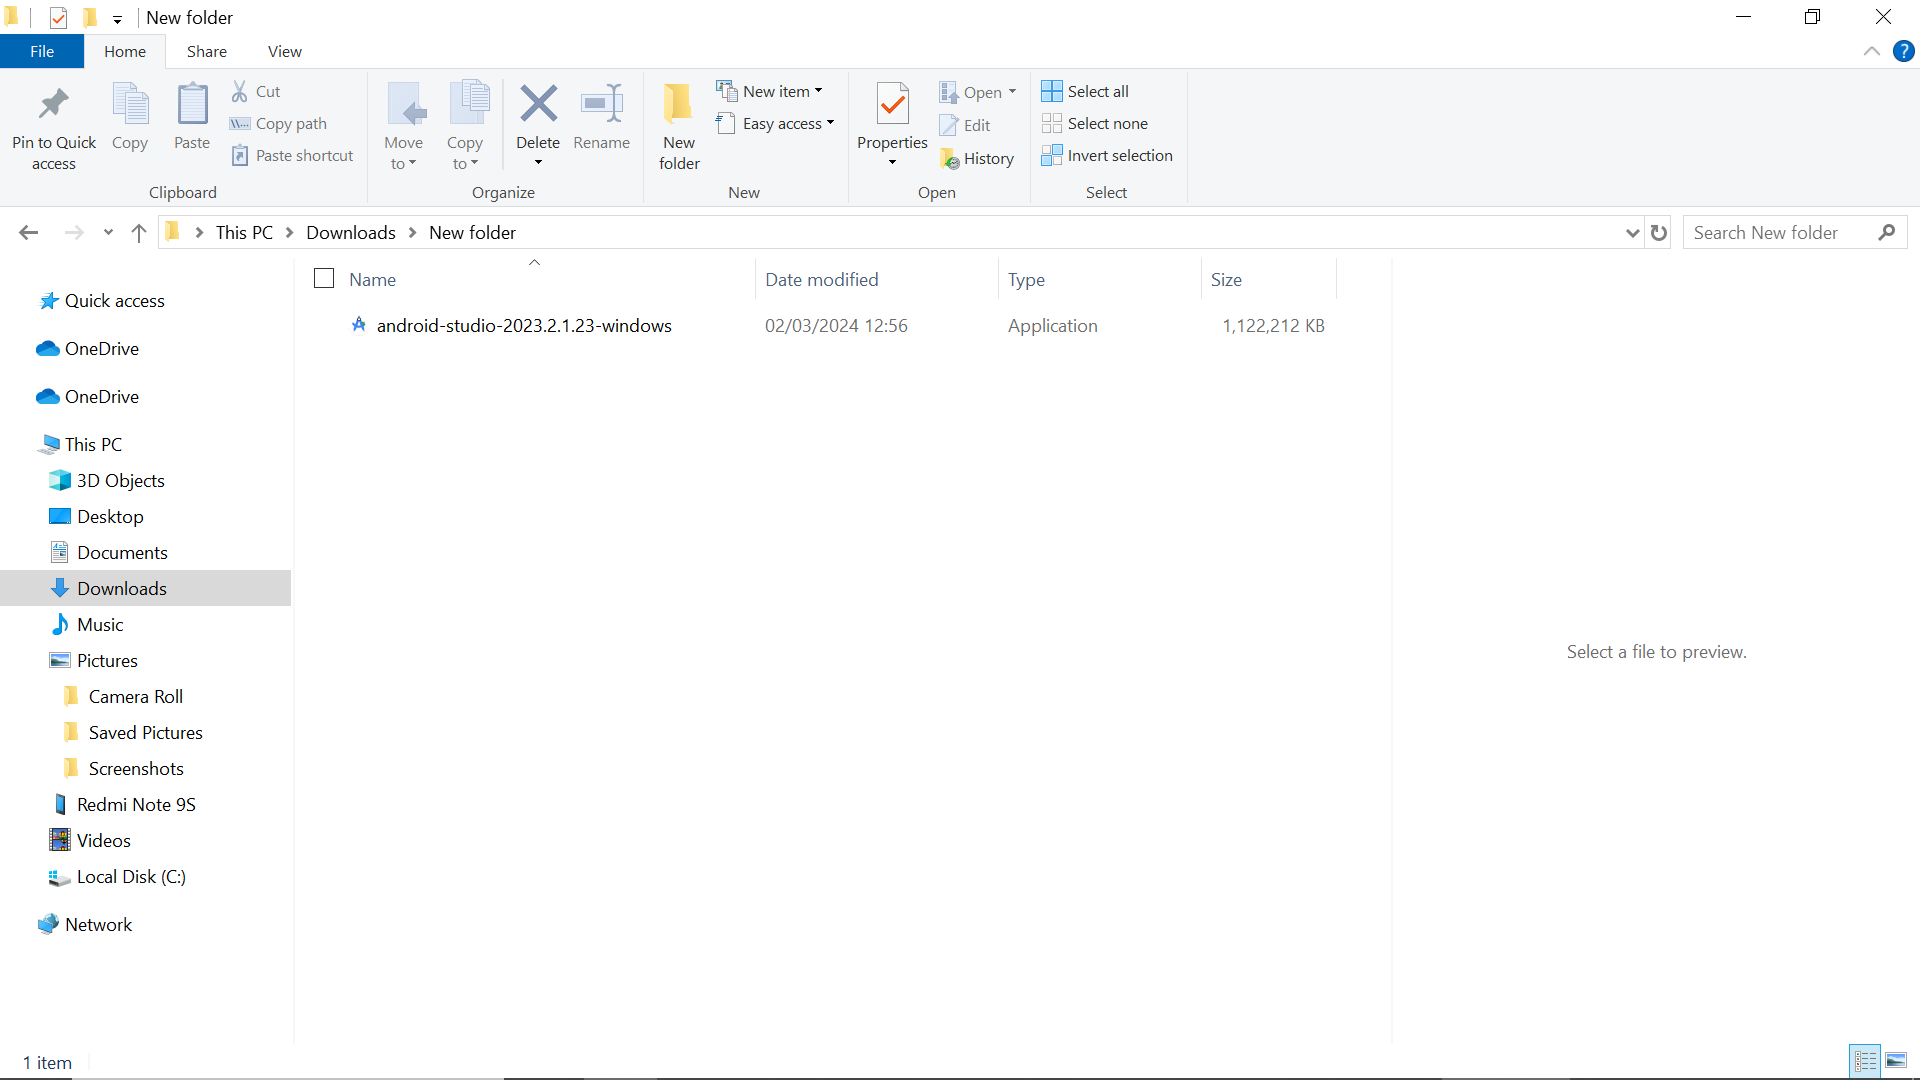 New folder
File
Home
Share
View
Pin to Quick access
Copy
Paste
Cut
Copy path
Paste shortcut
Clipboard
Move to
Copy to
Delete
Rename
Organize
New folder
New item
Easy access
New
Properties
Open
Edit
History
Open
Select all
Select none
Invert selection
Select
This PC
Downloads
New folder
Search New folder
Name
Date modified
Type
Size
android-studio-2023.2.1.23-windows
02/03/2024 12:56
Application
1,122,212 KB
Quick access
OneDrive
OneDrive
This PC
3D Objects
Desktop
Documents
Downloads
Music
Pictures
Camera Roll
Saved Pictures
Screenshots
Redmi Note 9S
Videos
Local Disk (C:)
Network
Select a file to preview.
1 item